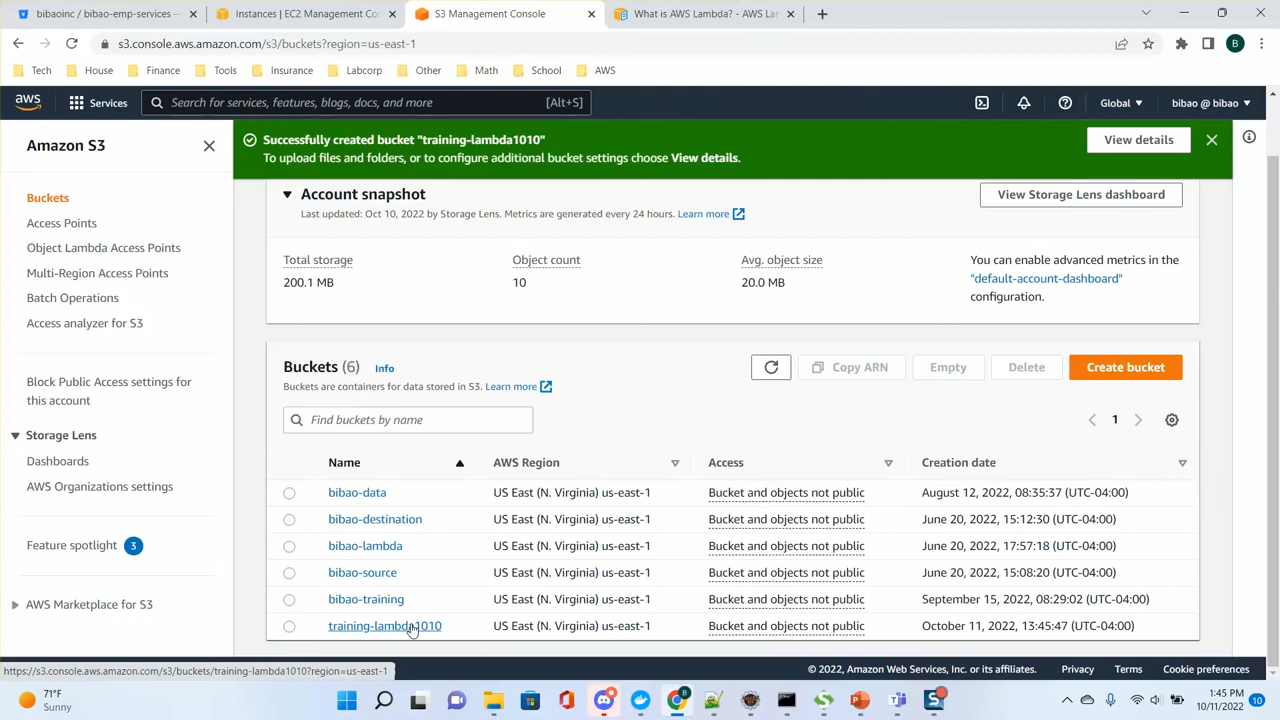 bibaoinc / bibao-emp-services —
Instances | EC2 Management Con
S3 Management Console
What is AWS Lambda? - AWS Lam
s3.console.aws.amazon.com/s3/buckets?region=us-east-1
B
Tech House Finance Tools Insurance Labcorp Other Math School AWS
aws Services Search for services, features, blogs, docs, and more [Alt+S] Global bibao @ bibao
Amazon S3
Buckets
Access Points
Object Lambda Access Points
Multi-Region Access Points
Batch Operations
Access analyzer for S3
Block Public Access settings for
this account
Storage Lens
Dashboards
AWS Organizations settings
Feature spotlight 3
AWS Marketplace for S3
Successfully created bucket "training-lambda1010"
To upload files and folders, or to configure additional bucket settings choose View details.
View details
Account snapshot
Last updated: Oct 10, 2022 by Storage Lens. Metrics are generated every 24 hours. Learn more
View Storage Lens dashboard
Total storage
200.1 MB
Object count
10
Avg. object size
20.0 MB
You can enable advanced metrics in the
"default-account-dashboard"
configuration.
Buckets (6) Info
Buckets are containers for data stored in S3. Learn more
Copy ARN Empty Delete Create bucket
Find buckets by name
1
Name AWS Region Access Creation date
bibao-data US East (N. Virginia) us-east-1 Bucket and objects not public August 12, 2022, 08:35:37 (UTC-04:00)
bibao-destination US East (N. Virginia) us-east-1 Bucket and objects not public June 20, 2022, 15:12:30 (UTC-04:00)
bibao-lambda US East (N. Virginia) us-east-1 Bucket and objects not public June 20, 2022, 17:57:18 (UTC-04:00)
bibao-source US East (N. Virginia) us-east-1 Bucket and objects not public June 20, 2022, 15:08:20 (UTC-04:00)
bibao-training US East (N. Virginia) us-east-1 Bucket and objects not public September 15, 2022, 08:29:02 (UTC-04:00)
training-lambda1010 US East (N. Virginia) us-east-1 Bucket and objects not public October 11, 2022, 13:45:47 (UTC-04:00)
https://s3.console.aws.amazon.com/s3/buckets/training-lambda1010?region=us-east-1
© 2022, Amazon Web Services, Inc. or its affiliates. Privacy Terms Cookie preferences
71°F
Sunny
1:45 PM
10/11/2022
10